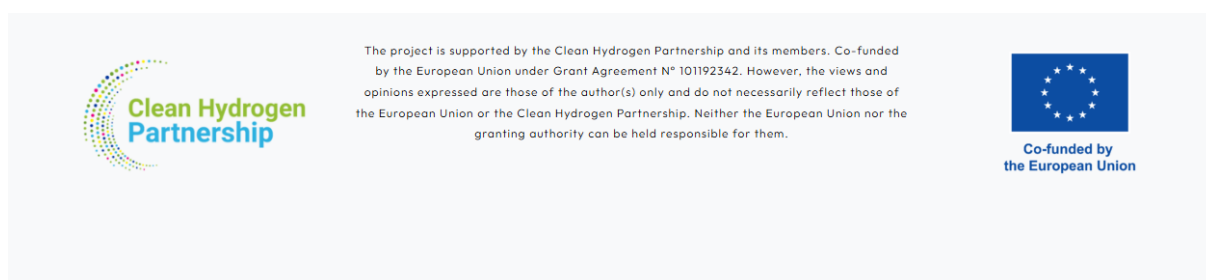 Clean Hydrogen
Partnership
The project is supported by the Clean Hydrogen Partnership and its members. Co-funded
by the European Union under Grant Agreement N° 101192342. However, the views and
opinions expressed are those of the author(s) only and do not necessarily reflect those of
the European Union or the Clean Hydrogen Partnership. Neither the European Union nor the
granting authority can be held responsible for them.
Co-funded by
the European Union